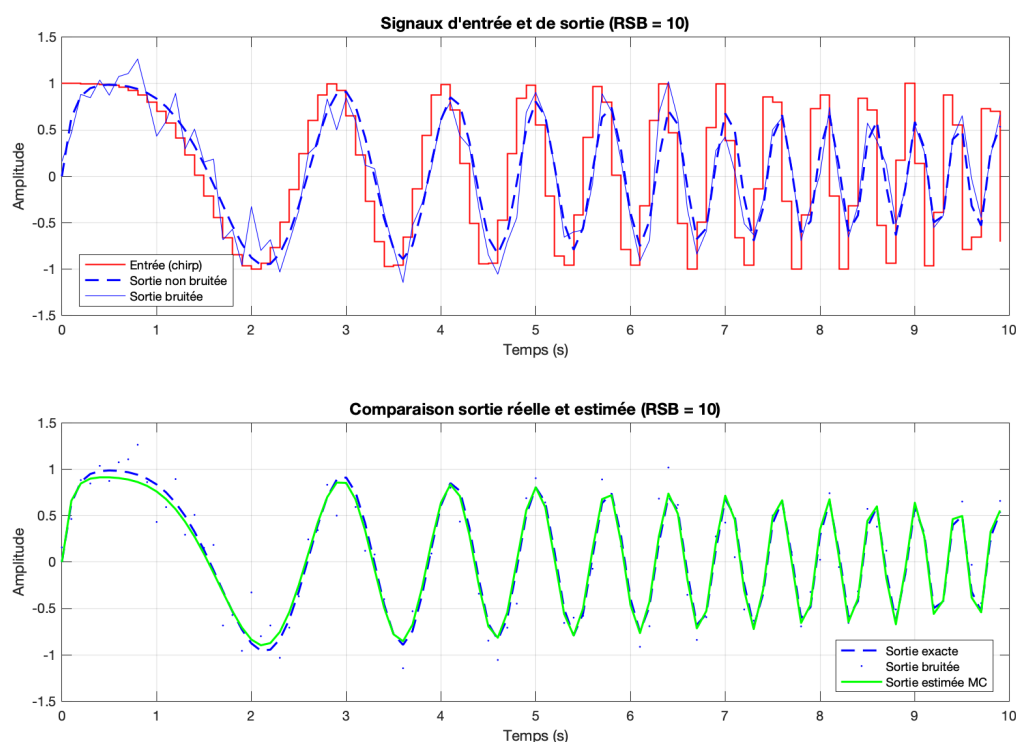 Signaux d'entrée et de sortie (RSB = 10)
1.5
1
0.5
0
-0.5
-1
-1.5
Amplitude
Entrée (chirp)
Sortie non bruitée
Sortie bruitée
0 1 2 3 4 5 6 7 8 9 10
Temps (s)
Comparaison sortie réelle et estimée (RSB = 10)
1.5
1
0.5
0
-0.5
-1
-1.5
Amplitude
Sortie exacte
Sortie bruitée
Sortie estimée MC
0 1 2 3 4 5 6 7 8 9 10
Temps (s)